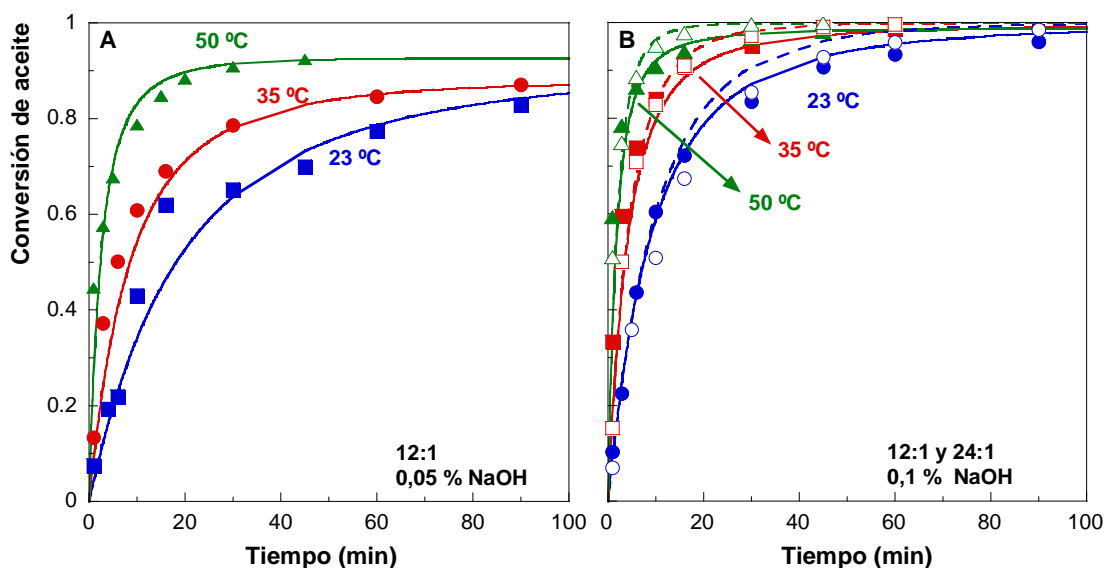 Conversión de aceite
1
0.8
0.6
0.4
0.2
0
A
50 ºC
35 ºC
23 ºC
12:1
0,05 % NaOH
0 20 40 60 80 100
Tiempo (min)
B
23 ºC
35 ºC
50 ºC
12:1 y 24:1
0,1 % NaOH
0 20 40 60 80 100
Tiempo (min)